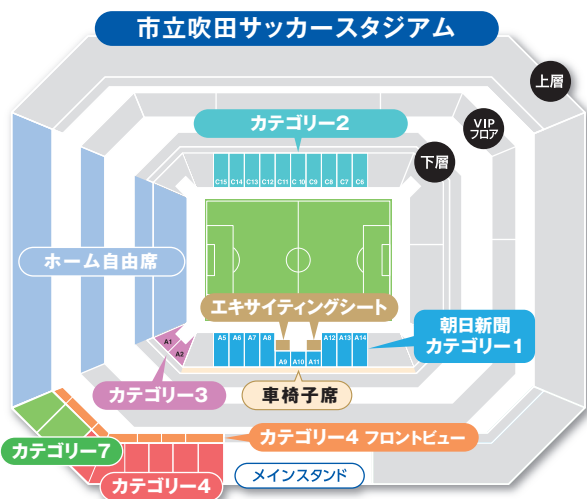 市立吹田サッカースタジアム
上層
VIP
フロア
下層
カテゴリー2
C15 C14 C13 C12 C11 C10 C9 C8 C7 C6
ホーム自由席
エキサイティングシート
朝日新聞
カテゴリー1
A1
A2
A5 A6 A7 A8 A12 A13 A14
A9 A10 A11
カテゴリー3
車椅子席
カテゴリー4 フロントビュー
カテゴリー7
カテゴリー4
メインスタンド